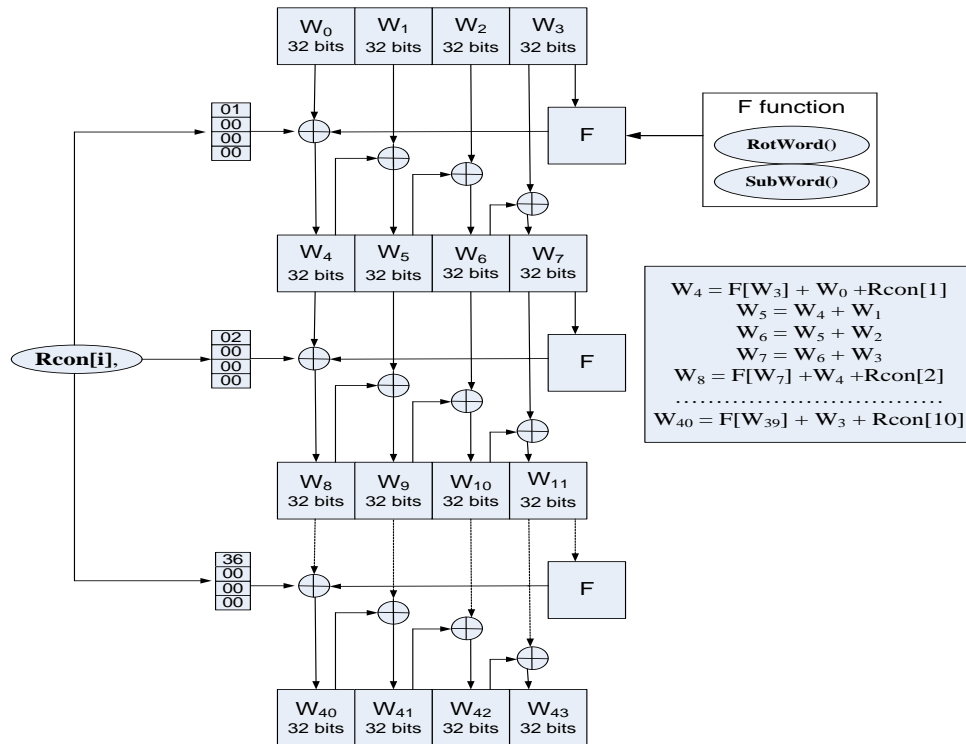 W₀ W₁ W₂ W₃
32 bits 32 bits 32 bits 32 bits
01
00
00
00
F
F function
RotWord()
SubWord()
W₄ W₅ W₆ W₇
32 bits 32 bits 32 bits 32 bits
W₄ = F[W₃] + W₀ +Rcon[1]
W₅ = W₄ + W₁
W₆ = W₅ + W₂
W₇ = W₆ + W₃
W₈ = F[W₇] +W₄ +Rcon[2]
.................................
W₄₀ = F[W₃₉] + W₃ + Rcon[10]
Rcon[i],
02
00
00
00
F
W₈ W₉ W₁₀ W₁₁
32 bits 32 bits 32 bits 32 bits
36
00
00
00
F
W₄₀ W₄₁ W₄₂ W₄₃
32 bits 32 bits 32 bits 32 bits